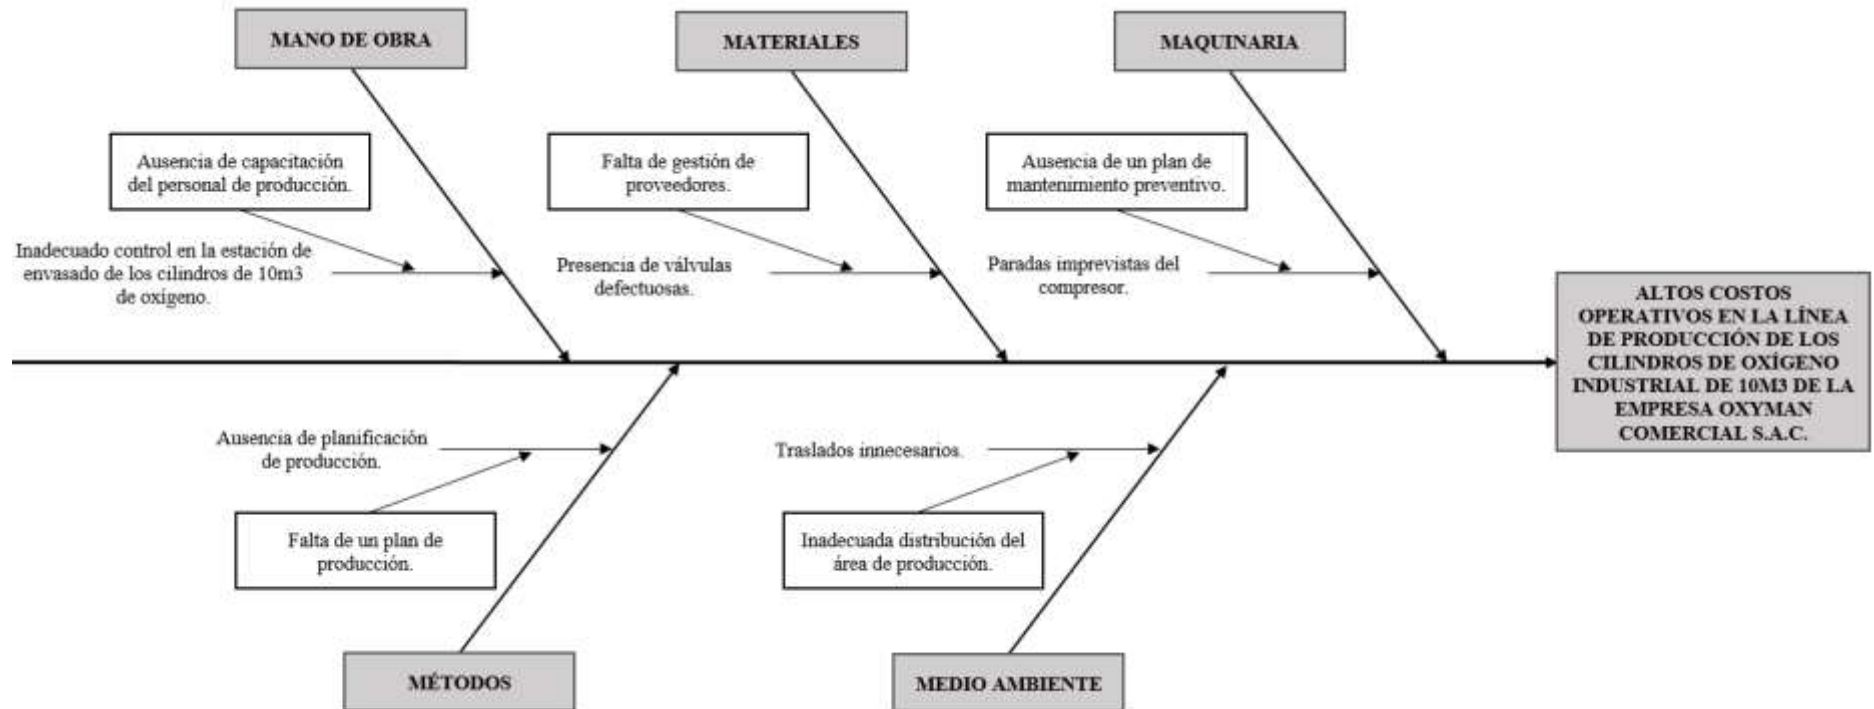 MANO DE OBRA
MATERIALES
MAQUINARIA
Ausencia de capacitación
del personal de producción.
Falta de gestión de
proveedores.
Ausencia de un plan de
mantenimiento preventivo.
Inadecuado control en la estación de
envasado de los cilindros de 10m3
de oxígeno.
Presencia de válvulas
defectuosas.
Paradas imprevistas del
compresor.
ALTOS COSTOS
OPERATIVOS EN LA LÍNEA
DE PRODUCCIÓN DE LOS
CILINDROS DE OXÍGENO
INDUSTRIAL DE 10M3 DE LA
EMPRESA OXYMAN
COMERCIAL S.A.C.
Ausencia de planificación
de producción.
Traslados innecesarios.
Falta de un plan de
producción.
Inadecuada distribución del
área de producción.
MÉTODOS
MEDIO AMBIENTE